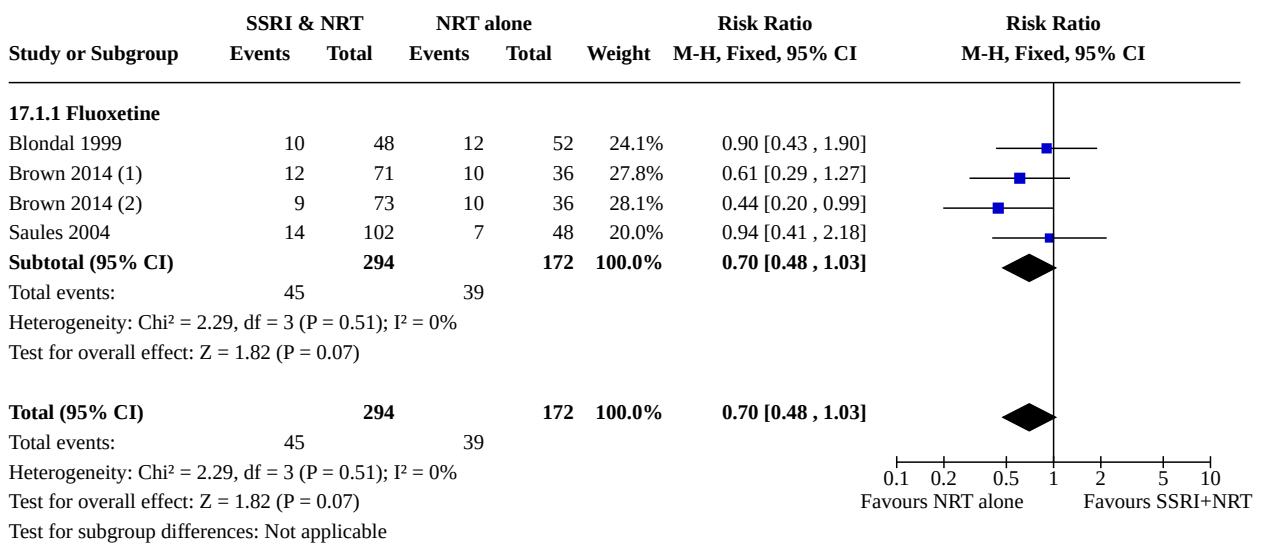 SSRI & NRT NRT alone Risk Ratio Risk Ratio
Study or Subgroup Events Total Events Total Weight M-H, Fixed, 95% CI M-H, Fixed, 95% CI
17.1.1 Fluoxetine
Blondal 1999 10 48 12 52 24.1% 0.90 [0.43 , 1.90]
Brown 2014 (1) 12 71 10 36 27.8% 0.61 [0.29 , 1.27]
Brown 2014 (2) 9 73 10 36 28.1% 0.44 [0.20 , 0.99]
Saules 2004 14 102 7 48 20.0% 0.94 [0.41 , 2.18]
Subtotal (95% CI) 294 172 100.0% 0.70 [0.48 , 1.03]
Total events: 45 39
Heterogeneity: Chi² = 2.29, df = 3 (P = 0.51); I² = 0%
Test for overall effect: Z = 1.82 (P = 0.07)
Total (95% CI) 294 172 100.0% 0.70 [0.48 , 1.03]
Total events: 45 39
Heterogeneity: Chi² = 2.29, df = 3 (P = 0.51); I² = 0%
0.1 0.2 0.5 1 2 5 10
Test for overall effect: Z = 1.82 (P = 0.07)
Favours NRT alone Favours SSRI+NRT
Test for subgroup differences: Not applicable